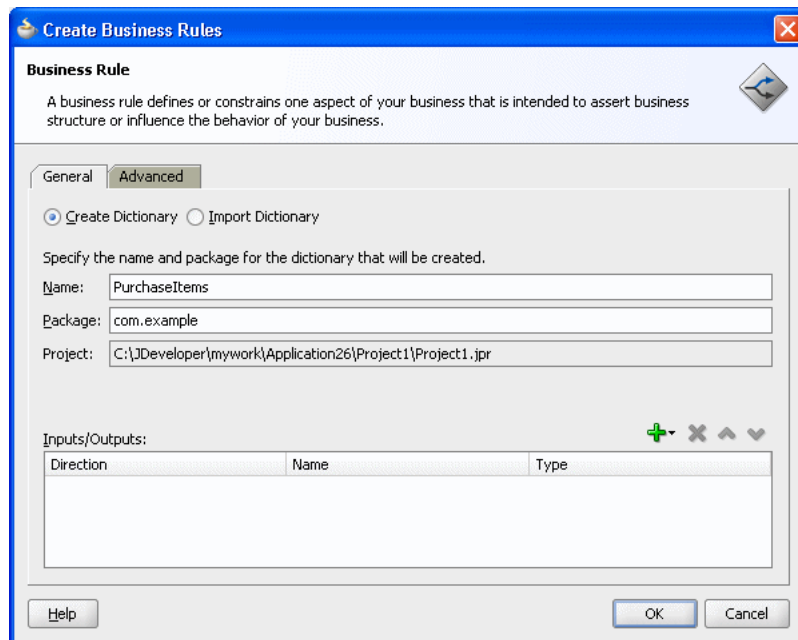 Create Business Rules
Business Rule
A business rule defines or constrains one aspect of your business that is intended to assert business
structure or influence the behavior of your business.
General Advanced
Create Dictionary Import Dictionary
Specify the name and package for the dictionary that will be created.
Name: PurchaseItems
Package: com.example
Project: C:\JDeveloper\mywork\Application26\Project1\Project1.jpr
Inputs/Outputs:
Direction Name Type
Help OK Cancel